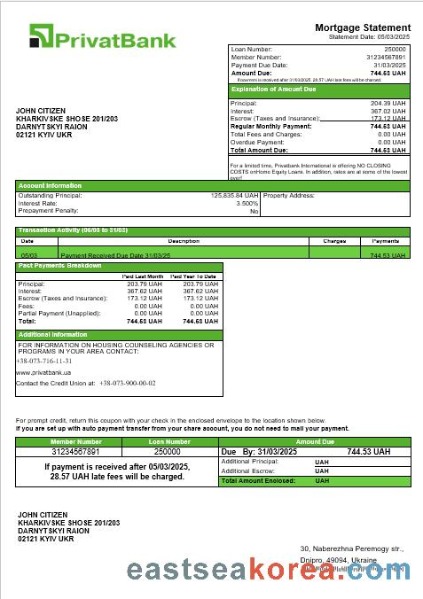 PrivatBank
Mortgage Statement
Statement Date: 05/03/2025
Loan Number: 250000
Member Number: 31234567891
Payment Due Date: 31/03/2025
Amount Due: 744.53 UAH
If payment is received after 31/03/2025, 28.57 UAH late fees will be charged.
Explanation of Amount Due
Principal: 204.39 UAH
Interest: 367.02 UAH
Escrow (Taxes and Insurance): 173.12 UAH
Regular Monthly Payment: 744.53 UAH
Total Fees and Charges: 0.00 UAH
Overdue Payment: 0.00 UAH
Total Amount Due: 744.53 UAH
JOHN CITIZEN
KHARKIVSKE SHOSE 201/203
DARNYTSKYI RAION
02121 KYIV UKR
For a limited time, Privatbank International is offering NO CLOSING
COSTS onHome Equity Loans. In addition, rates are at some of the lowest
ever!
Account Information
Outstanding Principal: 125,835.84 UAH Property Address:
Interest Rate: 3.500%
Prepayment Penalty: No
Transaction Activity (06/03 to 31/03)
Date Description Charges Payments
05/03 Payment Received Due Date 31/03/25 744.53 UAH
Past Payments Breakdown
Paid Last Month Paid Year To Date
Principal: 203.79 UAH 203.79 UAH
Interest: 367.62 UAH 367.62 UAH
Escrow (Taxes and Insurance): 173.12 UAH 173.12 UAH
Fees: 0.00 UAH 0.00 UAH
Partial Payment (Unapplied): 0.00 UAH 0.00 UAH
Total: 744.53 UAH 744.53 UAH
Additional Information
FOR INFORMATION ON HOUSING COUNSELING AGENCIES OR
PROGRAMS IN YOUR AREA CONTACT:
+38-073-716-11-31
www.privatbank.ua
Contact the Credit Union at: +38-073-900-00-02
For prompt credit, return this coupon with your check in the enclosed envelope to the location shown below.
If you are set up with auto payment transfer from your share account, you do not need to mail your payment.
Member Number Loan Number Amount Due
31234567891 250000 Due By: 31/03/2025 744.53 UAH
If payment is received after 05/03/2025,
28.57 UAH late fees will be charged.
Additional Principal: UAH
Additional Escrow: UAH
Total Amount Enclosed: UAH
JOHN CITIZEN
KHARKIVSKE SHOSE 201/203
DARNYTSKYI RAION
02121 KYIV UKR
30, Naberezhna Peremogy str.,
Dnipro, 49094, Ukraine
eastseakorea.com